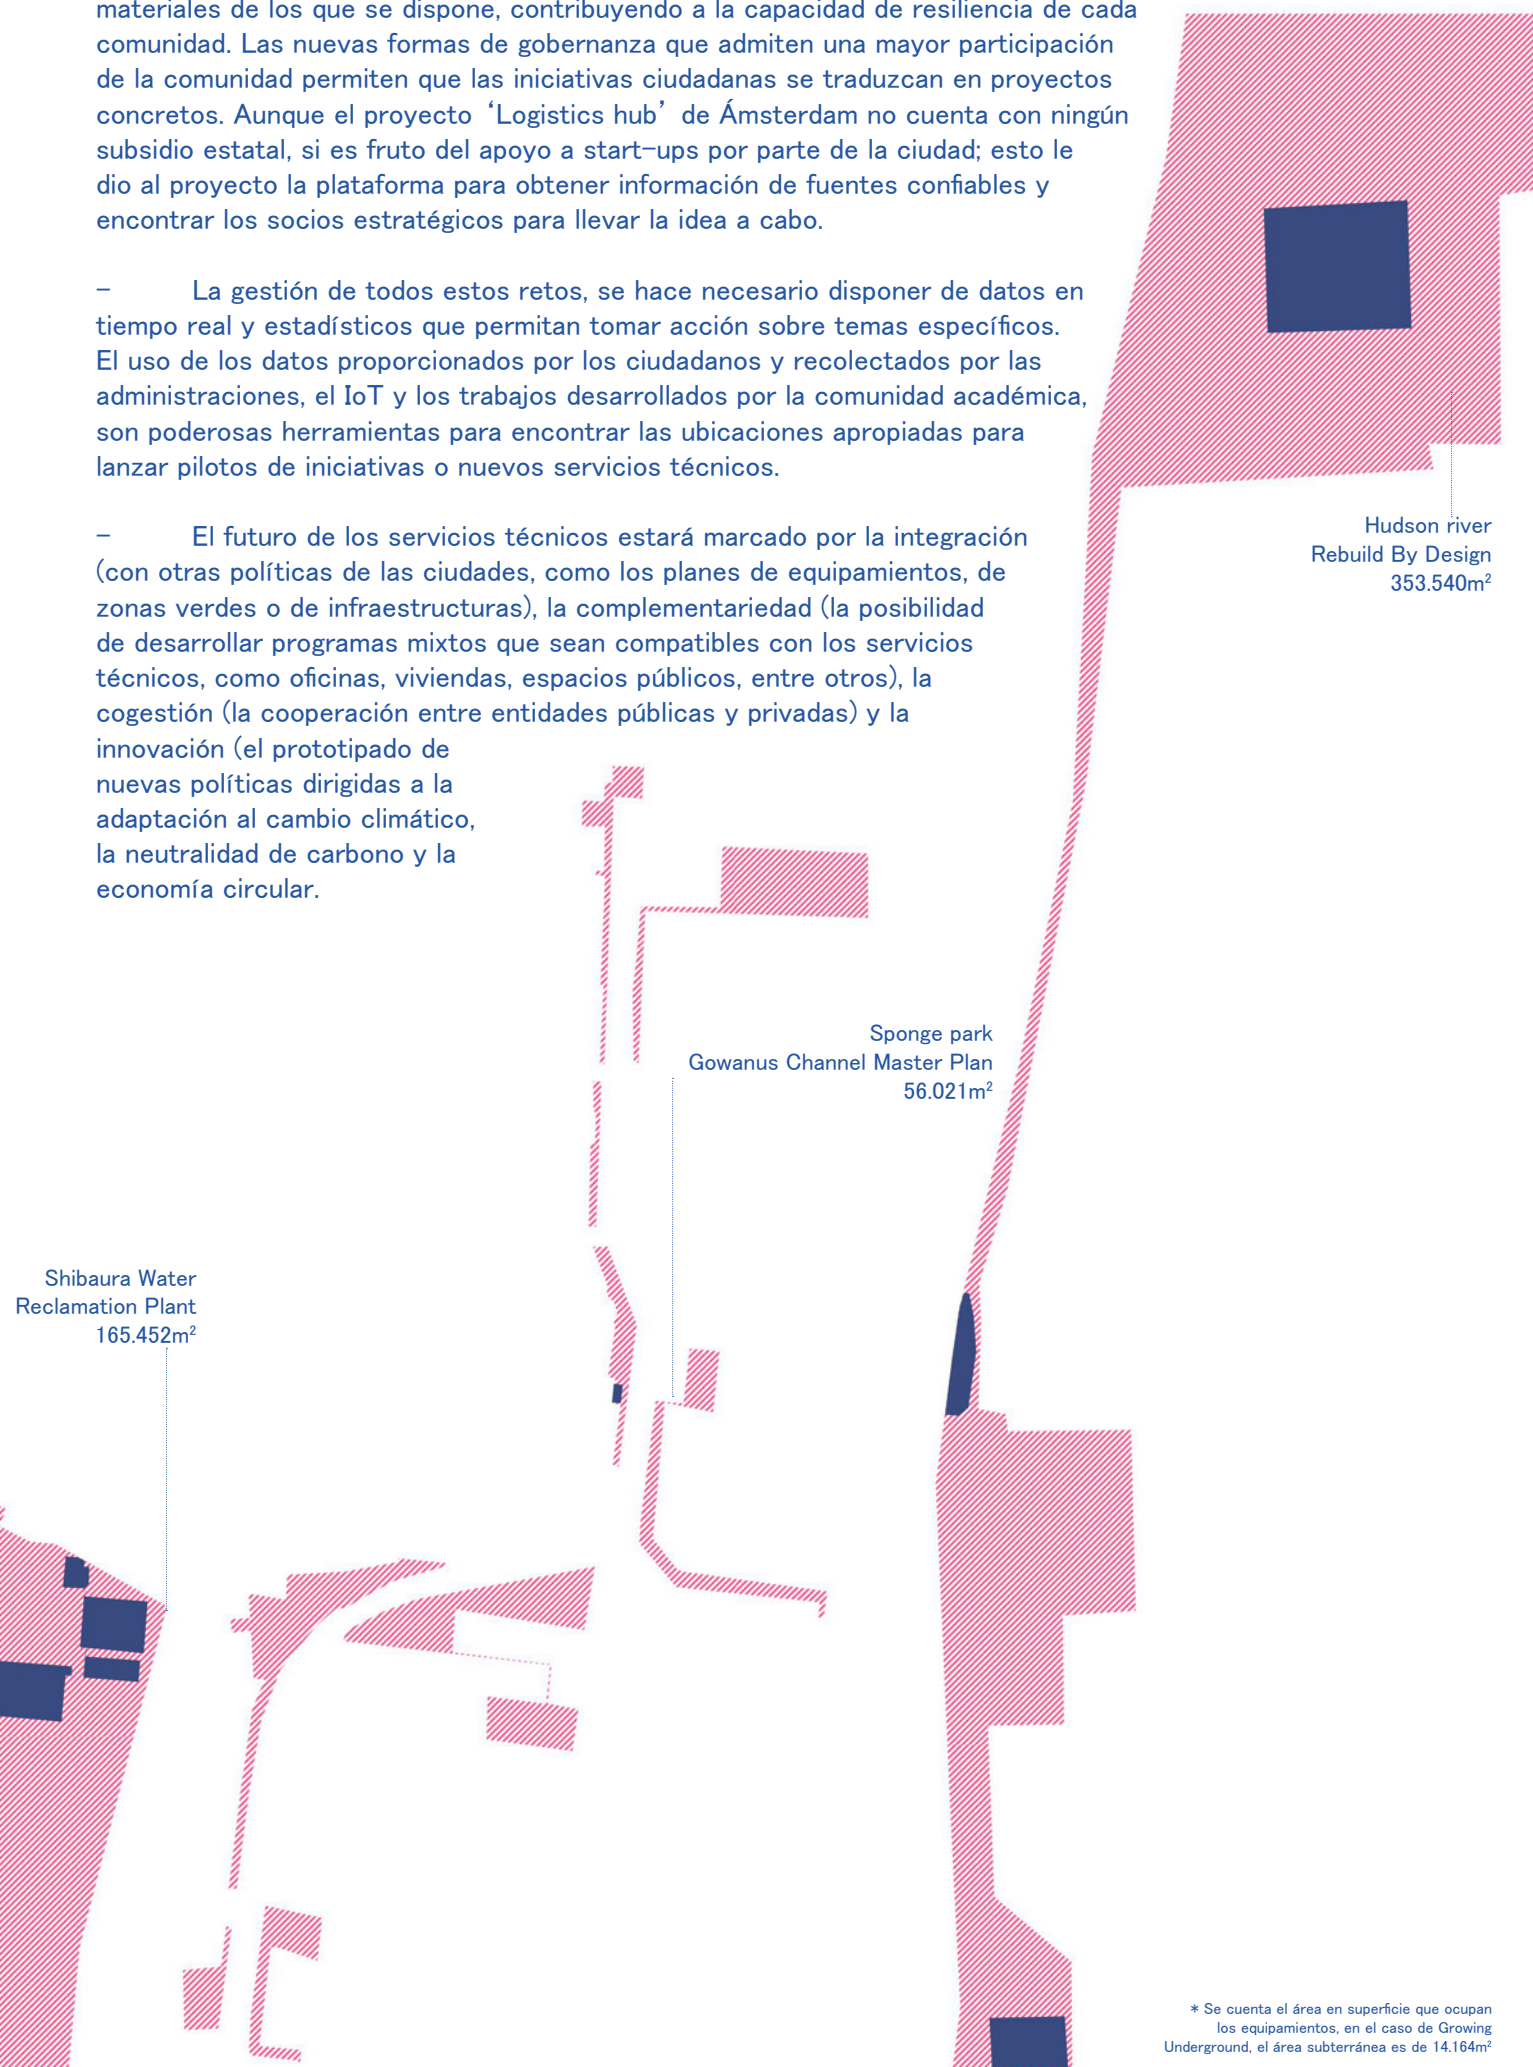 materiales de los que se dispone, contribuyendo a la capacidad de resiliencia de cada
comunidad. Las nuevas formas de gobernanza que admiten una mayor participación
de la comunidad permiten que las iniciativas ciudadanas se traduzcan en proyectos
concretos. Aunque el proyecto ‘Logistics hub’ de Ámsterdam no cuenta con ningún
subsidio estatal, si es fruto del apoyo a start-ups por parte de la ciudad; esto le
dio al proyecto la plataforma para obtener información de fuentes confiables y
encontrar los socios estratégicos para llevar la idea a cabo.
- La gestión de todos estos retos, se hace necesario disponer de datos en
tiempo real y estadísticos que permitan tomar acción sobre temas específicos.
El uso de los datos proporcionados por los ciudadanos y recolectados por las
administraciones, el IoT y los trabajos desarrollados por la comunidad académica,
son poderosas herramientas para encontrar las ubicaciones apropiadas para
lanzar pilotos de iniciativas o nuevos servicios técnicos.
- El futuro de los servicios técnicos estará marcado por la integración
(con otras políticas de las ciudades, como los planes de equipamientos, de
zonas verdes o de infraestructuras), la complementariedad (la posibilidad
de desarrollar programas mixtos que sean compatibles con los servicios
técnicos, como oficinas, viviendas, espacios públicos, entre otros), la
cogestión (la cooperación entre entidades públicas y privadas) y la
innovación (el prototipado de
nuevas políticas dirigidas a la
adaptación al cambio climático,
la neutralidad de carbono y la
economía circular.
Hudson river
Rebuild By Design
353.540m²
Sponge park
Gowanus Channel Master Plan
56.021m²
Shibaura Water
Reclamation Plant
165.452m²
* Se cuenta el área en superficie que ocupan
los equipamientos, en el caso de Growing
Underground, el área subterránea es de 14.164m²